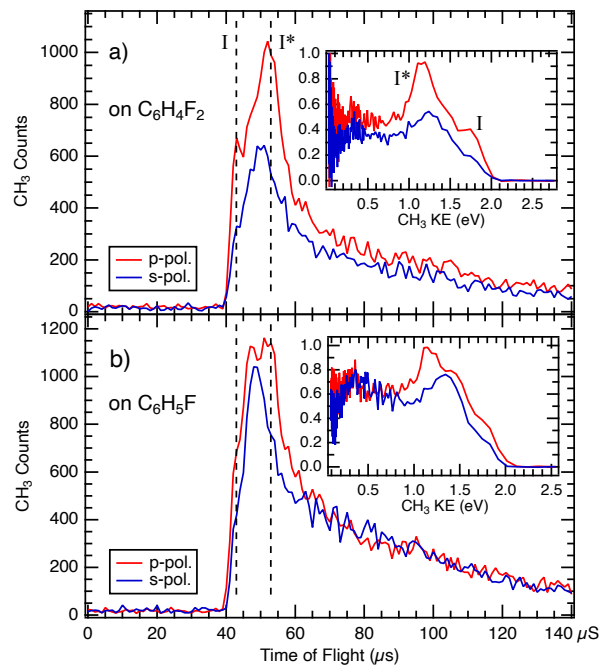 a)
I
I*
on C6H4F2
CH3 Counts
1000
800
600
400
200
0
p-pol.
s-pol.
1.0
0.8
0.6
0.4
0.2
0.0
I*
I
0.5
1.0
1.5
2.0
2.5
CH3 KE (eV)
b)
on C6H5F
CH3 Counts
1200
1000
800
600
400
200
0
p-pol.
s-pol.
1.0
0.8
0.6
0.4
0.2
0.0
0.5
1.0
1.5
2.0
2.5
CH3 KE (eV)
0
20
40
60
80
100
120
140
µS
Time of Flight (µs)